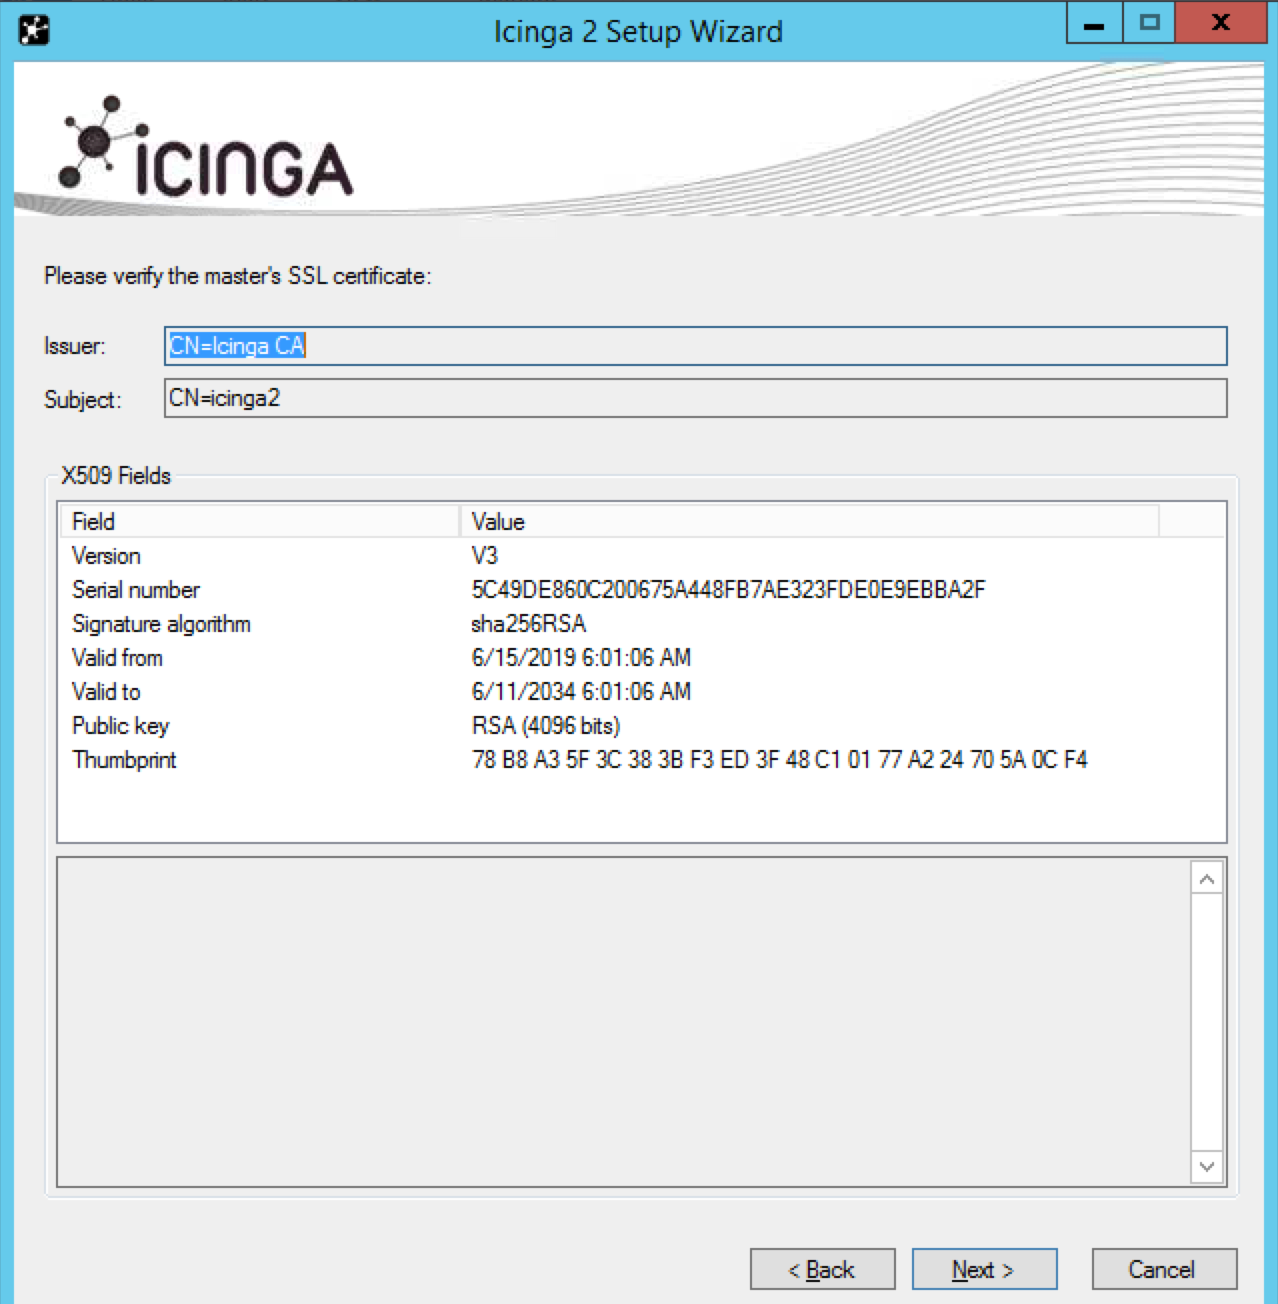 Icinga 2 Setup Wizard
ICINGA
Please verify the master's SSL certificate:
Issuer: CN=Icinga CA
Subject: CN=icinga2
X509 Fields
Field Value
Version V3
Serial number 5C49DE860C200675A448FB7AE323FDE0E9EBBA2F
Signature algorithm sha256RSA
Valid from 6/15/2019 6:01:06 AM
Valid to 6/11/2034 6:01:06 AM
Public key RSA (4096 bits)
Thumbprint 78 B8 A3 5F 3C 38 3B F3 ED 3F 48 C1 01 77 A2 24 70 5A 0C F4
< Back Next > Cancel